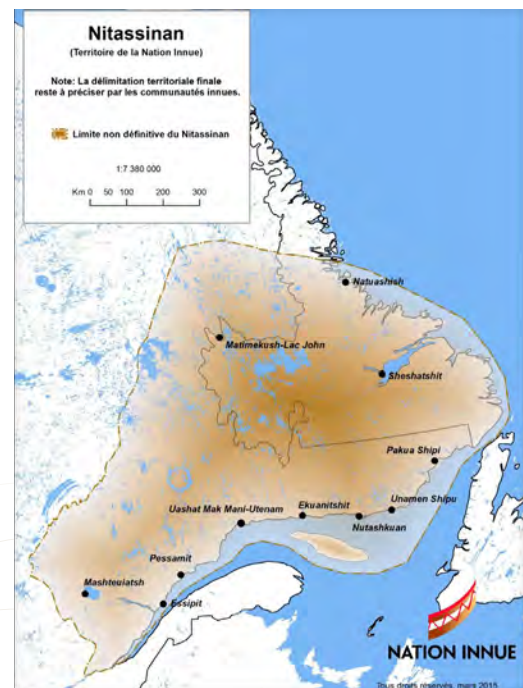 Nitassinan
(Territoire de la Nation Innue)
Note: La délimitation territoriale finale
reste à préciser par les communautés innues.
Limite non définitive du Nitassinan
1:7 380 000
Km 0 50 100 200 300
Natuashish
Matimekush-Lac John
Sheshatshit
Pakua Shipi
Unamen Shipu
Ekuanitshit
Uashat Mak Mani-Utenam
Nutashkuan
Pessamit
Mashteuiatsh
Essipit
NATION INNUE
Tous droits réservés, mars 2015